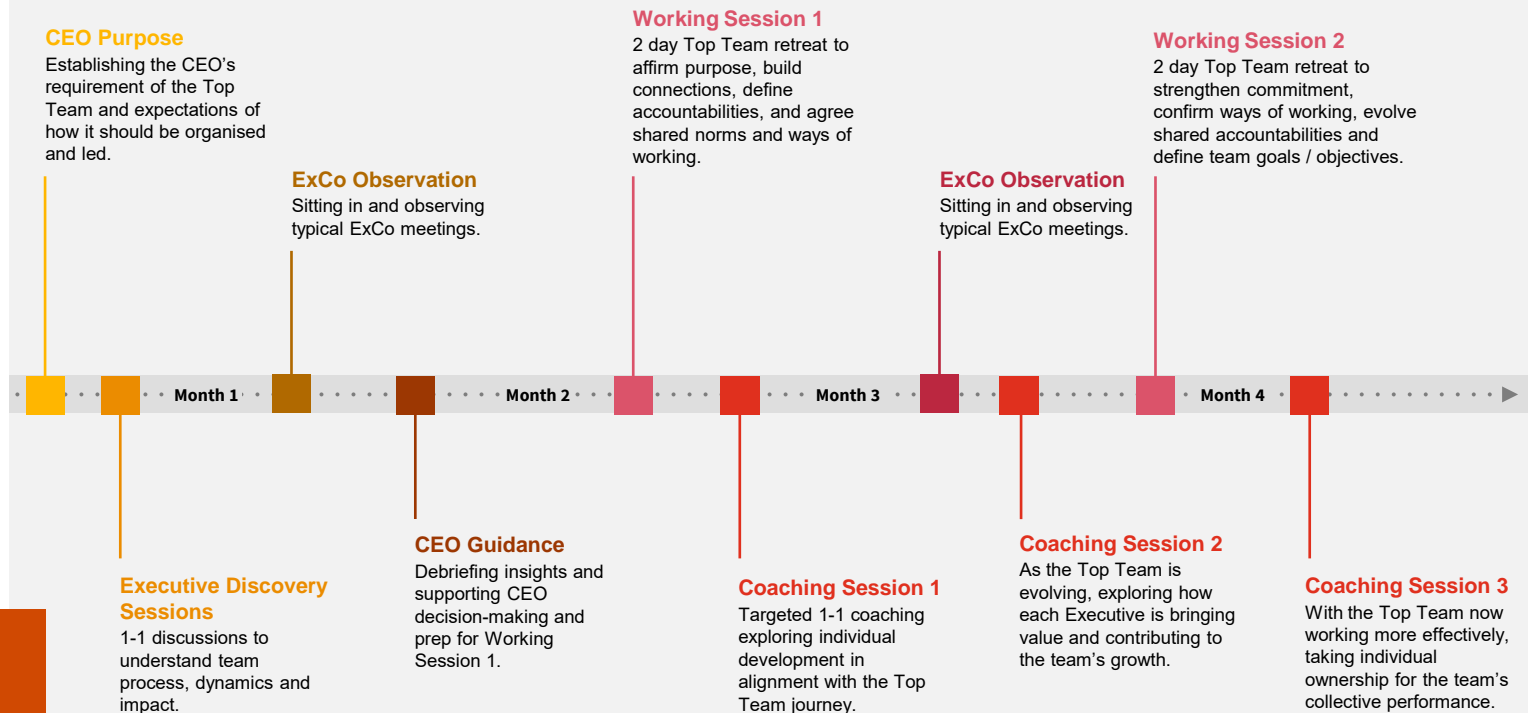 CEO Purpose
Establishing the CEO's
requirement of the Top
Team and expectations of
how it should be organised
and led.
ExCo Observation
Sitting in and observing
typical ExCo meetings.
Working Session 1
2 day Top Team retreat to
affirm purpose, build
connections, define
accountabilities, and agree
shared norms and ways of
working.
ExCo Observation
Sitting in and observing
typical ExCo meetings.
Working Session 2
2 day Top Team retreat to
strengthen commitment,
confirm ways of working, evolve
shared accountabilities and
define team goals / objectives.
Month 1
Month 2
Month 3
Month 4
Executive Discovery
Sessions
1-1 discussions to
understand team
process, dynamics and
impact.
CEO Guidance
Debriefing insights and
supporting CEO
decision-making and
prep for Working
Session 1.
Coaching Session 1
Targeted 1-1 coaching
exploring individual
development in
alignment with the Top
Team journey.
Coaching Session 2
As the Top Team is
evolving, exploring how
each Executive is bringing
value and contributing to
the team's growth.
Coaching Session 3
With the Top Team now
working more effectively,
taking individual
ownership for the team's
collective performance.